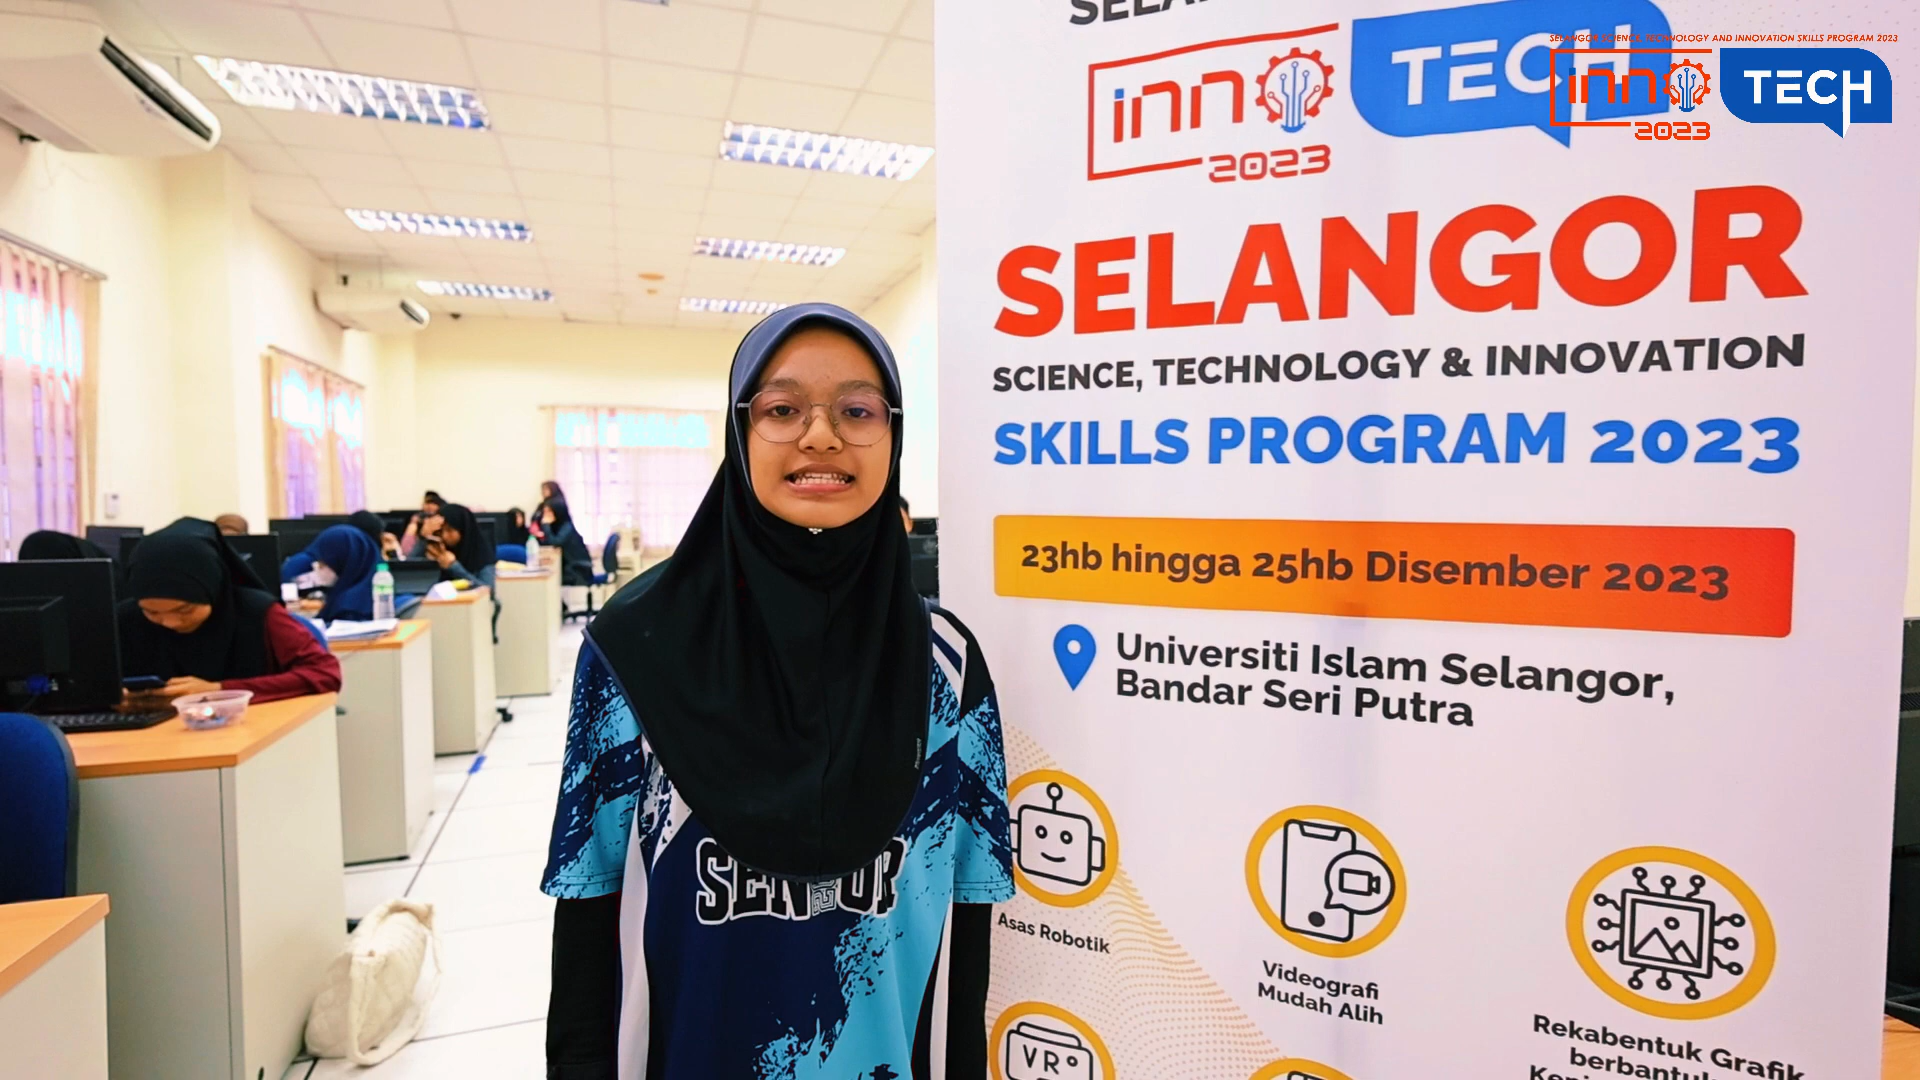 SELANGOR SCIENCE, TECHNOLOGY AND INNOVATION SKILLS PROGRAM 2023
inno TECH
2023
inno TECH
2023
SELANGOR
SCIENCE, TECHNOLOGY & INNOVATION
SKILLS PROGRAM 2023
23hb hingga 25hb Disember 2023
Universiti Islam Selangor,
Bandar Seri Putra
Asas Robotik
Videografi
Mudah Alih
Rekabentuk Grafik
VR